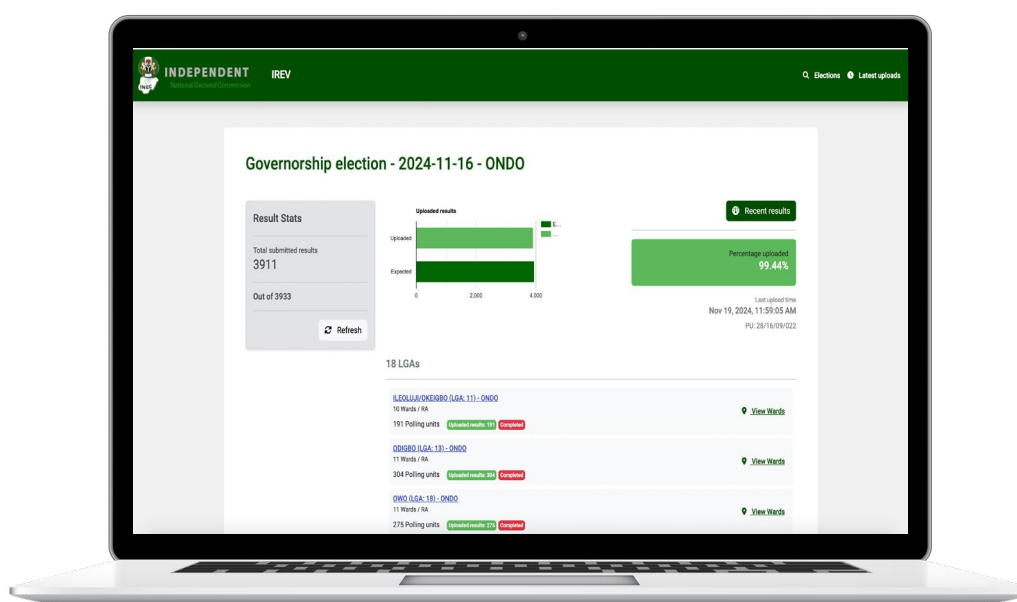 INDEPENDENT
National Electoral Commission
INEC
IREV
Elections
Latest uploads
Governorship election - 2024-11-16 - ONDO
Result Stats
Total submitted results
3911
Out of 3933
Refresh
Uploaded results
Uploaded
Expected
0 2,000 4,000
E...
...
Recent results
Percentage uploaded
99.44%
Last upload time
Nov 19, 2024, 11:59:05 AM
PU: 28/16/09/022
18 LGAs
ILEOLUJI/OKEIGBO (LGA: 11) - ONDO
10 Wards / RA
191 Polling units Uploaded results: 191 Completed
View Wards
ODIGBO (LGA: 13) - ONDO
11 Wards / RA
304 Polling units Uploaded results: 304 Completed
View Wards
OWO (LGA: 18) - ONDO
11 Wards / RA
275 Polling units Uploaded results: 275 Completed
View Wards